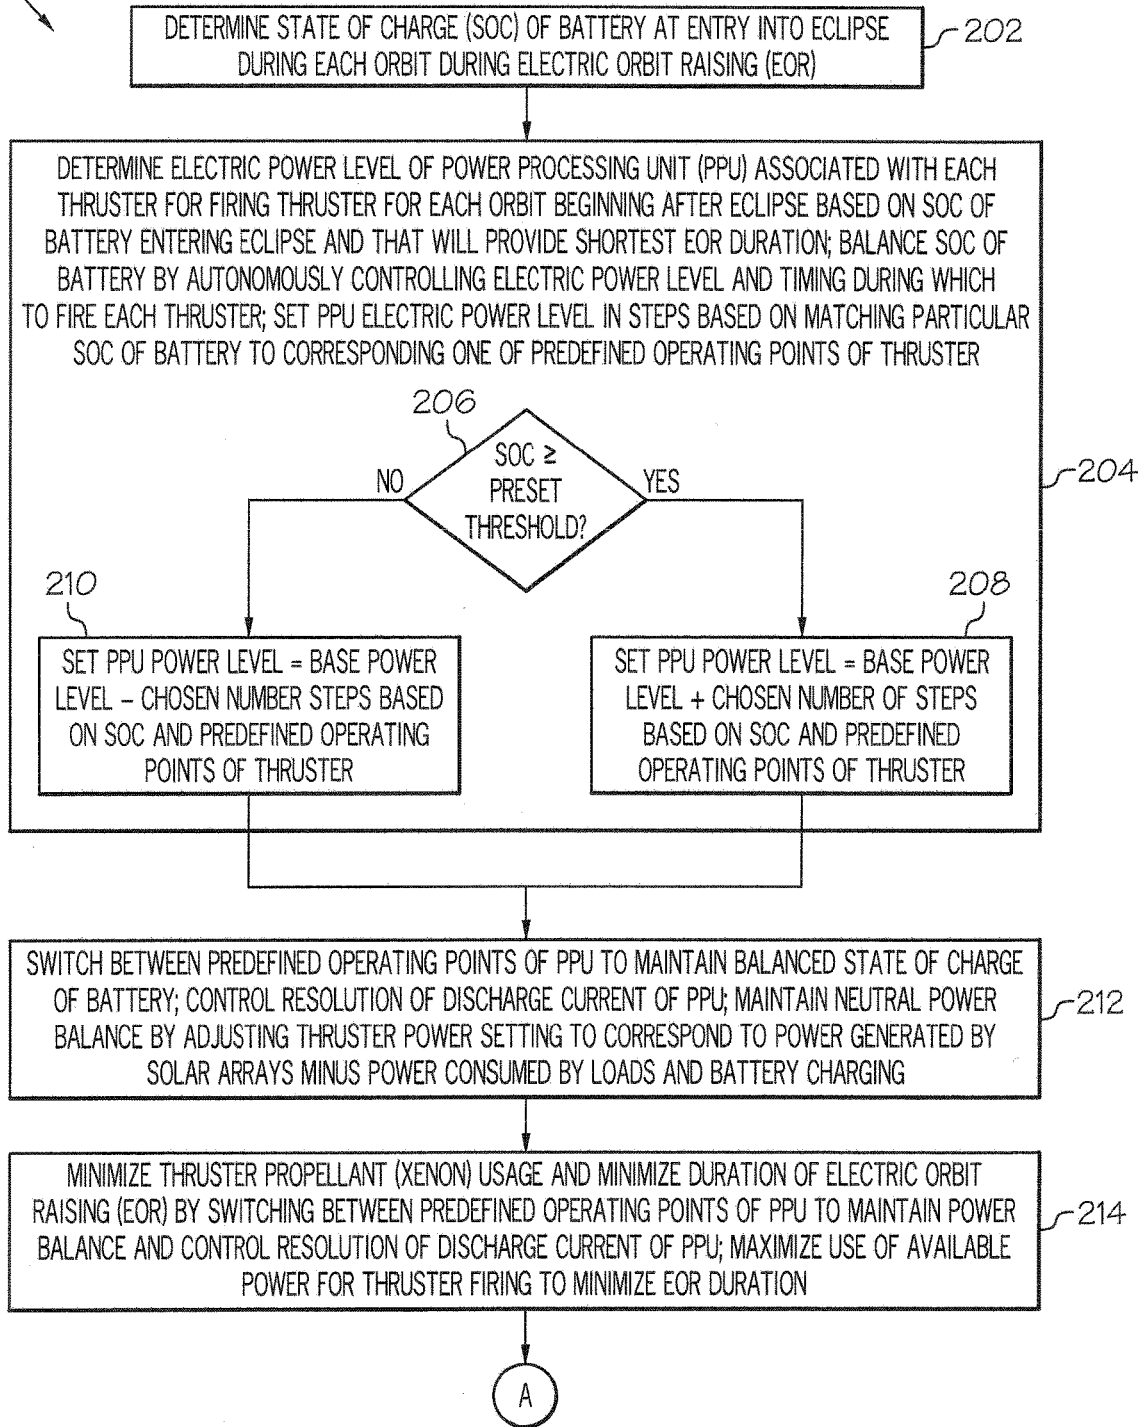 DETERMINE STATE OF CHARGE (SOC) OF BATTERY AT ENTRY INTO ECLIPSE
DURING EACH ORBIT DURING ELECTRIC ORBIT RAISING (EOR)
202
DETERMINE ELECTRIC POWER LEVEL OF POWER PROCESSING UNIT (PPU) ASSOCIATED WITH EACH
THRUSTER FOR FIRING THRUSTER FOR EACH ORBIT BEGINNING AFTER ECLIPSE BASED ON SOC OF
BATTERY ENTERING ECLIPSE AND THAT WILL PROVIDE SHORTEST EOR DURATION; BALANCE SOC OF
BATTERY BY AUTONOMOUSLY CONTROLLING ELECTRIC POWER LEVEL AND TIMING DURING WHICH
TO FIRE EACH THRUSTER; SET PPU ELECTRIC POWER LEVEL IN STEPS BASED ON MATCHING PARTICULAR
SOC OF BATTERY TO CORRESPONDING ONE OF PREDEFINED OPERATING POINTS OF THRUSTER
204
206
SOC ≥
PRESET
THRESHOLD?
NO
YES
210
SET PPU POWER LEVEL = BASE POWER
LEVEL – CHOSEN NUMBER STEPS BASED
ON SOC AND PREDEFINED OPERATING
POINTS OF THRUSTER
208
SET PPU POWER LEVEL = BASE POWER
LEVEL + CHOSEN NUMBER OF STEPS
BASED ON SOC AND PREDEFINED
OPERATING POINTS OF THRUSTER
SWITCH BETWEEN PREDEFINED OPERATING POINTS OF PPU TO MAINTAIN BALANCED STATE OF CHARGE
OF BATTERY; CONTROL RESOLUTION OF DISCHARGE CURRENT OF PPU; MAINTAIN NEUTRAL POWER
BALANCE BY ADJUSTING THRUSTER POWER SETTING TO CORRESPOND TO POWER GENERATED BY
SOLAR ARRAYS MINUS POWER CONSUMED BY LOADS AND BATTERY CHARGING
212
MINIMIZE THRUSTER PROPELLANT (XENON) USAGE AND MINIMIZE DURATION OF ELECTRIC ORBIT
RAISING (EOR) BY SWITCHING BETWEEN PREDEFINED OPERATING POINTS OF PPU TO MAINTAIN POWER
BALANCE AND CONTROL RESOLUTION OF DISCHARGE CURRENT OF PPU; MAXIMIZE USE OF AVAILABLE
POWER FOR THRUSTER FIRING TO MINIMIZE EOR DURATION
214
A